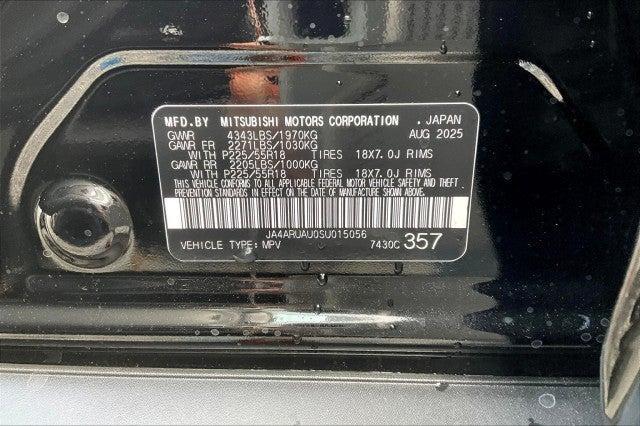 MFD.BY MITSUBISHI MOTORS CORPORATION, JAPAN
GVWR 4343LBS/1970KG AUG 2025
GAWR FR 2271LBS/1030KG
WITH P225/55R18 TIRES 18X7.0J RIMS
GAWR RR 2205LBS/1000KG
WITH P225/55R18 TIRES 18X7.0J RIMS
THIS VEHICLE CONFORMS TO ALL APPLICABLE FEDERAL MOTOR VEHICLE SAFETY AND THEFT
PREVENTION STANDARDS IN EFFECT ON THE DATE OF MANUFACTURE SHOWN ABOVE.
JA4ARUAU0SU015056
VEHICLE TYPE: MPV 7430C 357